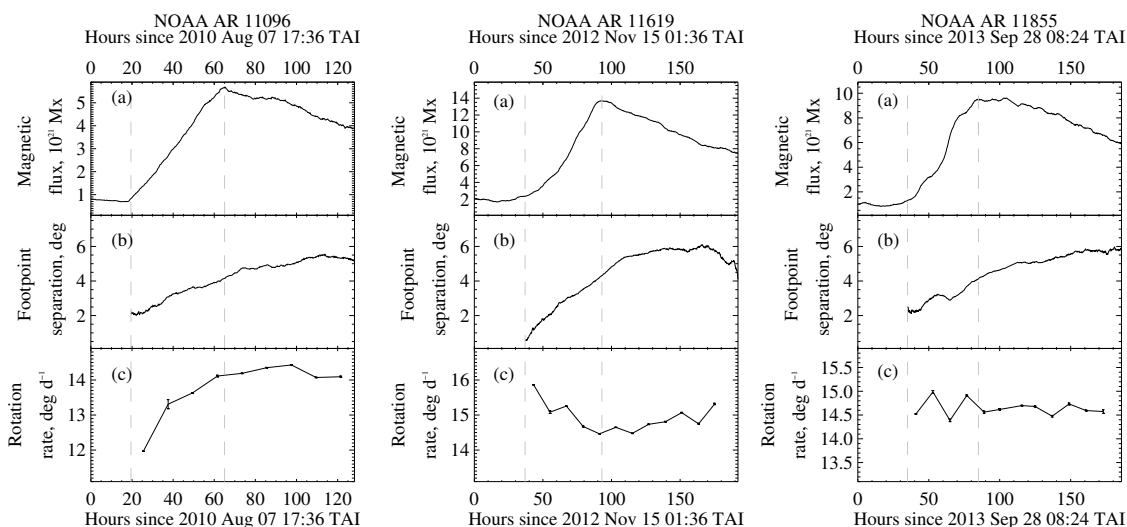 NOAA AR 11096
Hours since 2010 Aug 07 17:36 TAI
0 20 40 60 80 100 120
(a)
Magnetic
flux, 10²¹ Mx
5
4
3
2
1
(b)
Footpoint
separation, deg
6
4
2
(c)
Rotation
rate, deg d⁻¹
14
13
12
0 20 40 60 80 100 120
Hours since 2010 Aug 07 17:36 TAI
NOAA AR 11619
Hours since 2012 Nov 15 01:36 TAI
0 50 100 150
(a)
Magnetic
flux, 10²¹ Mx
14
12
10
8
6
4
2
(b)
Footpoint
separation, deg
6
4
2
(c)
Rotation
rate, deg d⁻¹
16
15
14
0 50 100 150
Hours since 2012 Nov 15 01:36 TAI
NOAA AR 11855
Hours since 2013 Sep 28 08:24 TAI
0 50 100 150
(a)
Magnetic
flux, 10²¹ Mx
10
8
6
4
2
(b)
Footpoint
separation, deg
6
4
2
(c)
Rotation
rate, deg d⁻¹
15.5
15.0
14.5
14.0
13.5
0 50 100 150
Hours since 2013 Sep 28 08:24 TAI